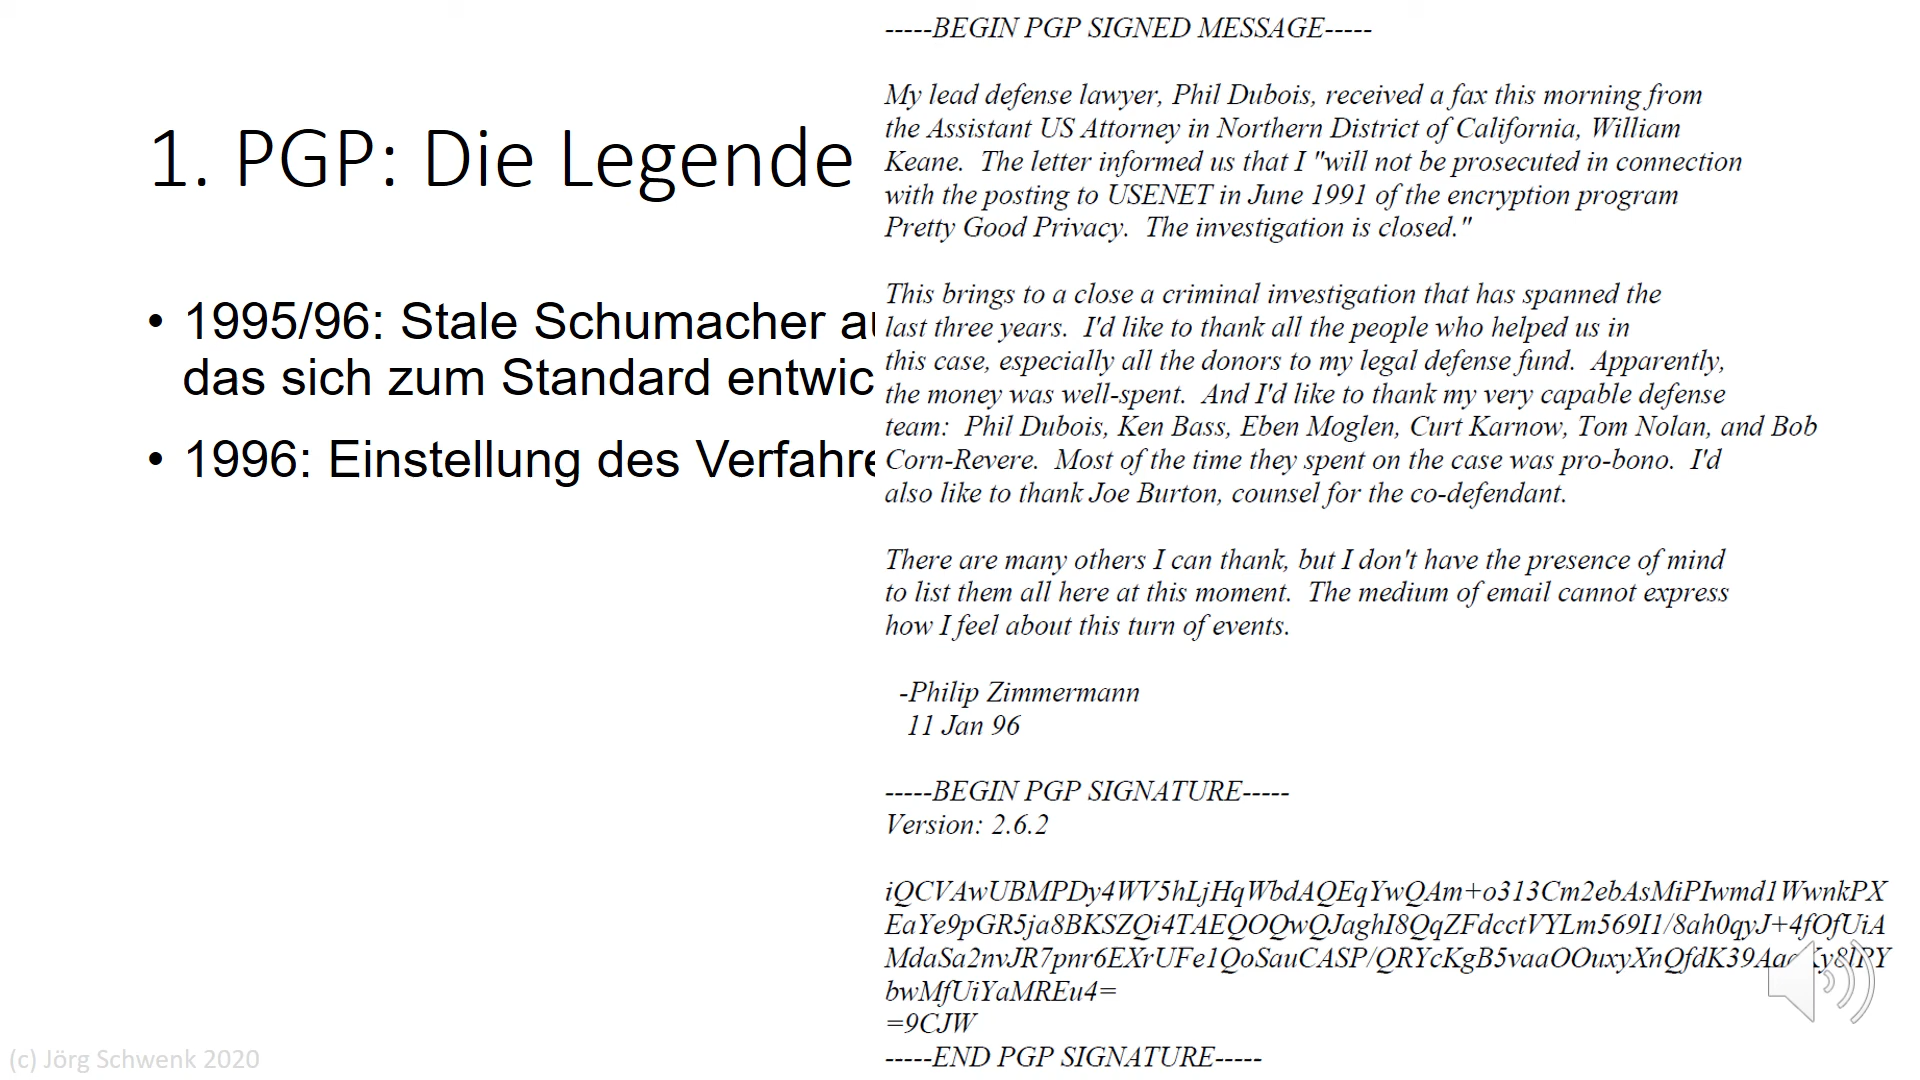 1. PGP: Die Legende
• 1995/96: Stale Schumacher
das sich zum Standard
• 1996: Einstellung des
-----BEGIN PGP SIGNED MESSAGE-----
My lead defense lawyer, Phil Dubois, received a fax this morning from
the Assistant US Attorney in Northern District of California, William
Keane.  The letter informed us that I "will not be prosecuted in connection
with the posting to USENET in June 1991 of the encryption program
Pretty Good Privacy.  The investigation is closed."
This brings to a close a criminal investigation that has spanned the
last three years.  I'd like to thank all the people who helped us in
this case, especially all the donors to my legal defense fund.  Apparently,
the money was well-spent.  And I'd like to thank my very capable defense
team:  Phil Dubois, Ken Bass, Eben Moglen, Curt Karnow, Tom Nolan, and Bob
Corn-Revere.  Most of the time they spent on the case was pro-bono.  I'd
also like to thank Joe Burton, counsel for the co-defendant.
There are many others I can thank, but I don't have the presence of mind
to list them all here at this moment.  The medium of email cannot express
how I feel about this turn of events.
-Philip Zimmermann
11 Jan 96
-----BEGIN PGP SIGNATURE-----
Version: 2.6.2
iQCVAwUBMPDy4WV5hLjHqWbdAQEqYwQAm+o313Cm2ebAsMiPIwmd1WwnkPX
EaYe9pGR5ja8BKSZQi4TAEQOQwQJaghI8QqZFdcctVYLm569I1/8ah0qyJ+4fOfUiA
bwMfUiYaMREu4=
=9CJW
-----END PGP SIGNATURE-----
(c) Jörg Schwenk 2020